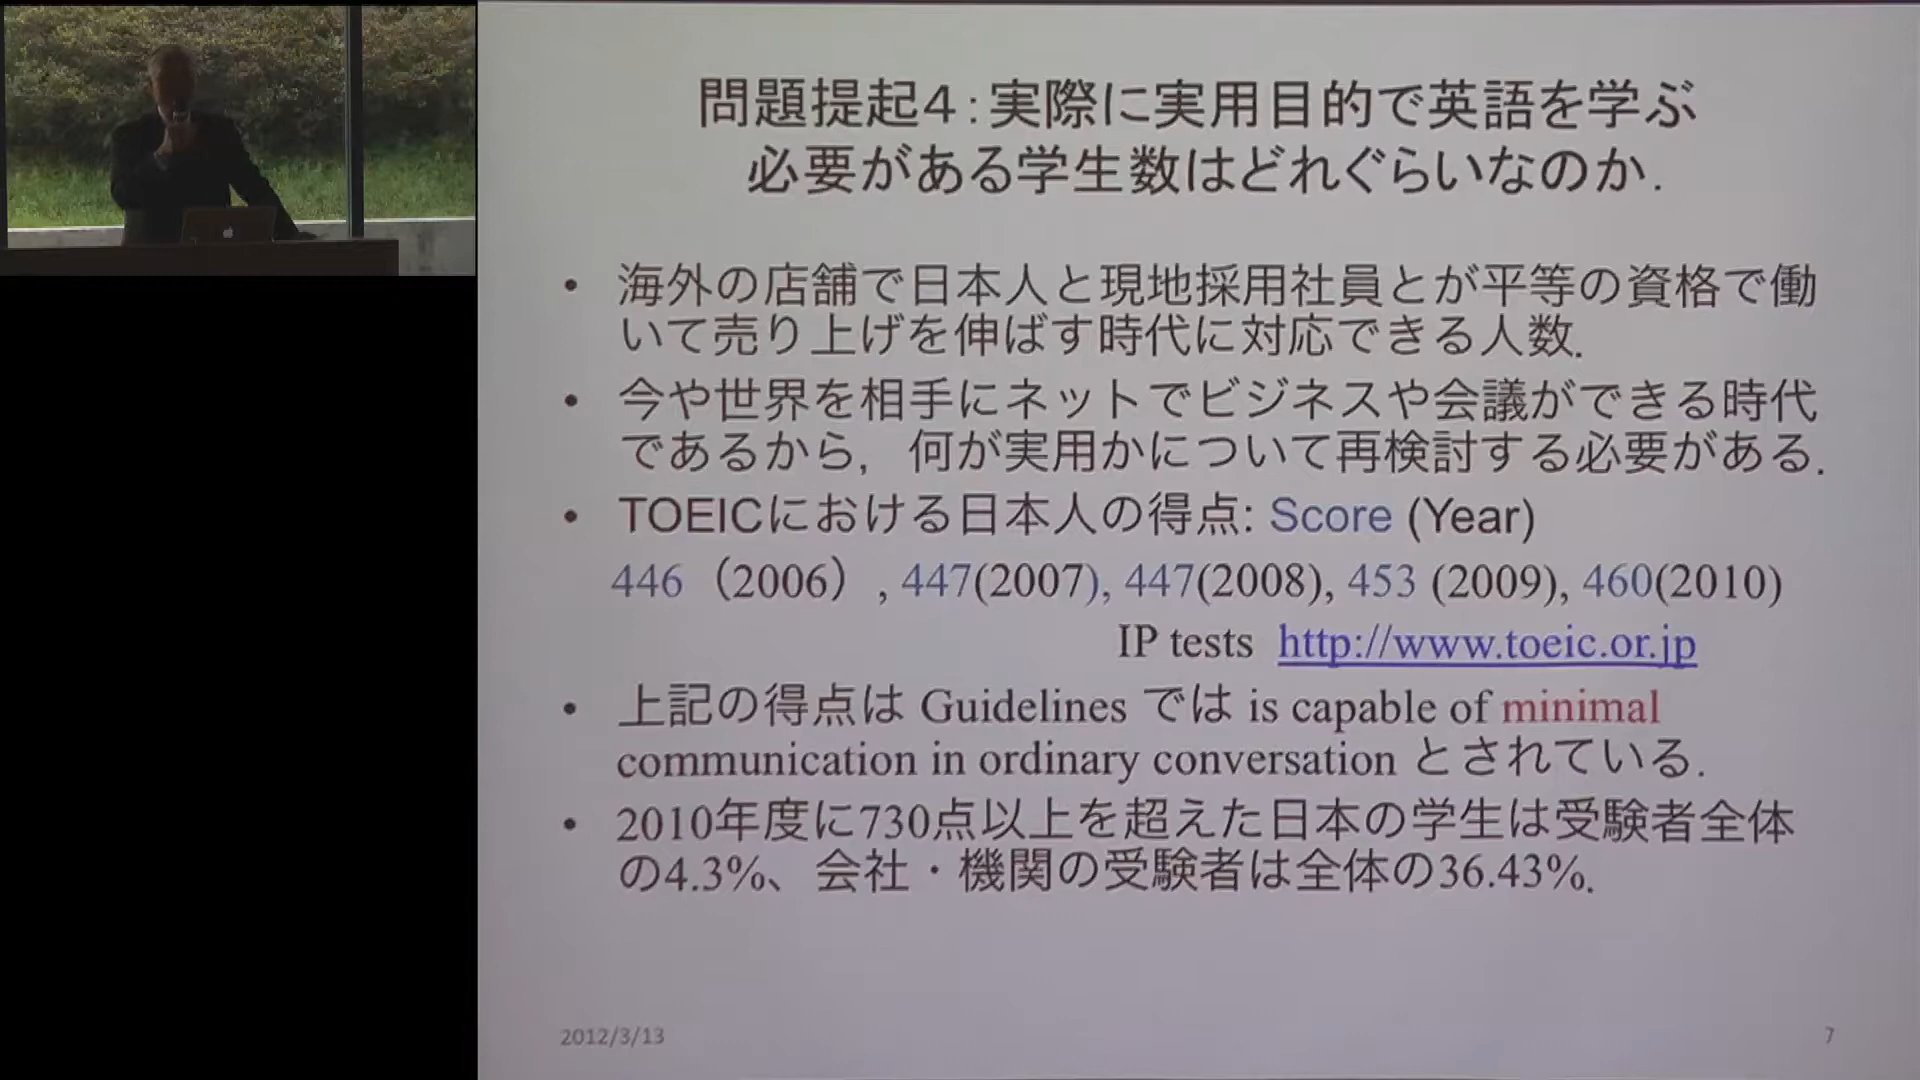 問題提起4：実際に実用目的で英語を学ぶ
必要がある学生数はどれぐらいなのか．
• 海外の店舗で日本人と現地採用社員とが平等の資格で働
いて売り上げを伸ばす時代に対応できる人数．
• 今や世界を相手にネットでビジネスや会議ができる時代
であるから，何が実用かについて再検討する必要がある．
• TOEICにおける日本人の得点: Score (Year)
446（2006）, 447(2007), 447(2008), 453 (2009), 460(2010)
IP tests http://www.toeic.or.jp
• 上記の得点は Guidelines では is capable of minimal
communication in ordinary conversation とされている．
• 2010年度に730点以上を超えた日本の学生は受験者全体
の4.3%、会社・機関の受験者は全体の36.43%．
2012/3/13
7